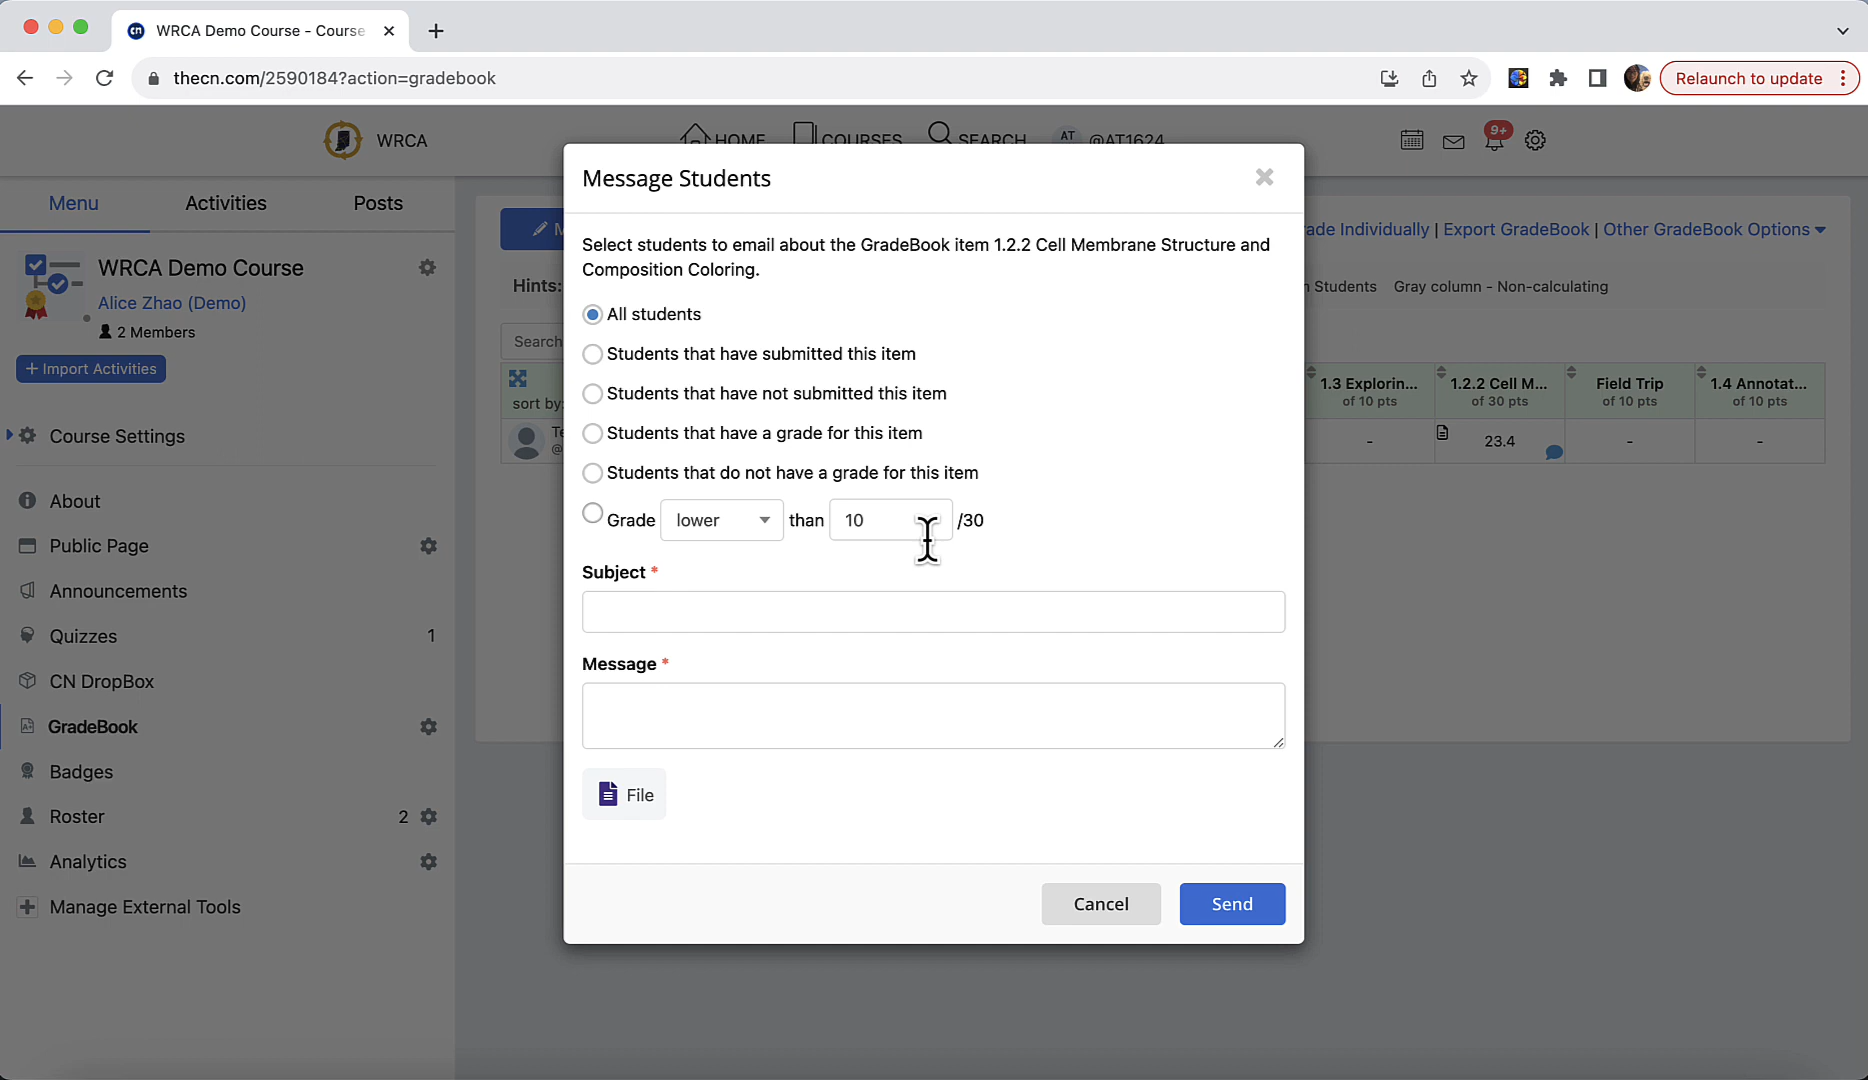 WRCA Demo Course - Course
thecn.com/2590184?action=gradebook
Relaunch to update
WRCA
HOME
COURSES
SEARCH
AT
@AT1624
9+
Menu
Activities
Posts
WRCA Demo Course
Alice Zhao (Demo)
2 Members
+ Import Activities
Course Settings
About
Public Page
Announcements
Quizzes 1
CN DropBox
GradeBook
Badges
Roster 2
Analytics
Manage External Tools
Message Students
Select students to email about the GradeBook item 1.2.2 Cell Membrane Structure and
Composition Coloring.
All students
Students that have submitted this item
Students that have not submitted this item
Students that have a grade for this item
Students that do not have a grade for this item
Grade lower than 10 /30
Subject *
Message *
File
Cancel
Send
Individually | Export GradeBook | Other GradeBook Options
Hints:
Students Gray column - Non-calculating
Search
sort by:
1.3 Explorin...
of 10 pts
1.2.2 Cell M...
of 30 pts
Field Trip
of 10 pts
1.4 Annotat...
of 10 pts
-
23.4
-
-